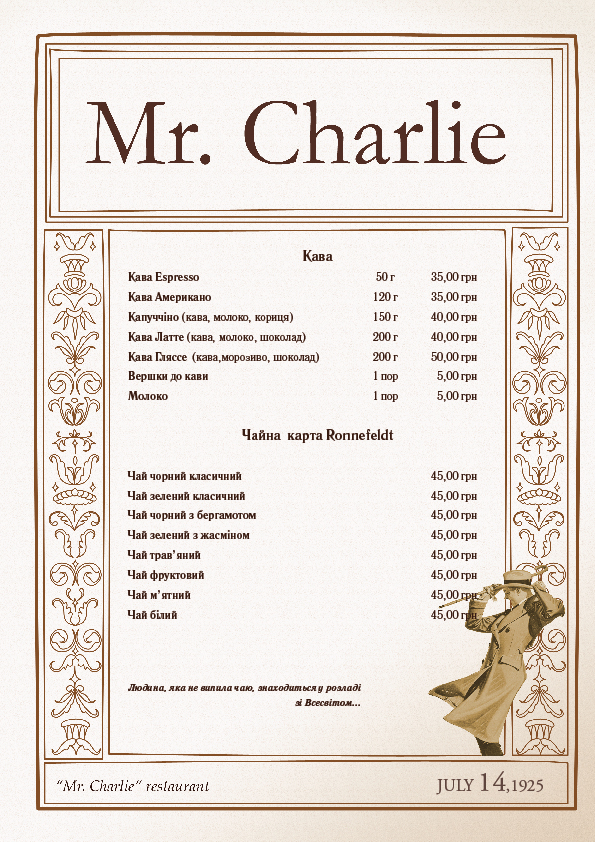 Mr. Charlie
Кава
Кава Espresso 50 г 35,00 грн
Кава Американо 120 г 35,00 грн
Капуччіно (кава, молоко, кориця) 150 г 40,00 грн
Кава Латте (кава, молоко, шоколад) 200 г 40,00 грн
Кава Гляссе (кава,морозиво, шоколад) 200 г 50,00 грн
Вершки до кави 1 пор 5,00 грн
Молоко 1 пор 5,00 грн
Чайна карта Ronnefeldt
Чай чорний класичний 45,00 грн
Чай зелений класичний 45,00 грн
Чай чорний з бергамотом 45,00 грн
Чай зелений з жасміном 45,00 грн
Чай трав’яний 45,00 грн
Чай фруктовий 45,00 грн
Чай м’ятний 45,00 грн
Чай білий 45,00 грн
Людина, яка не випила чаю, знаходиться у розладі
зі Всесвітом...
“Mr. Charlie“ restaurant JULY 14,1925